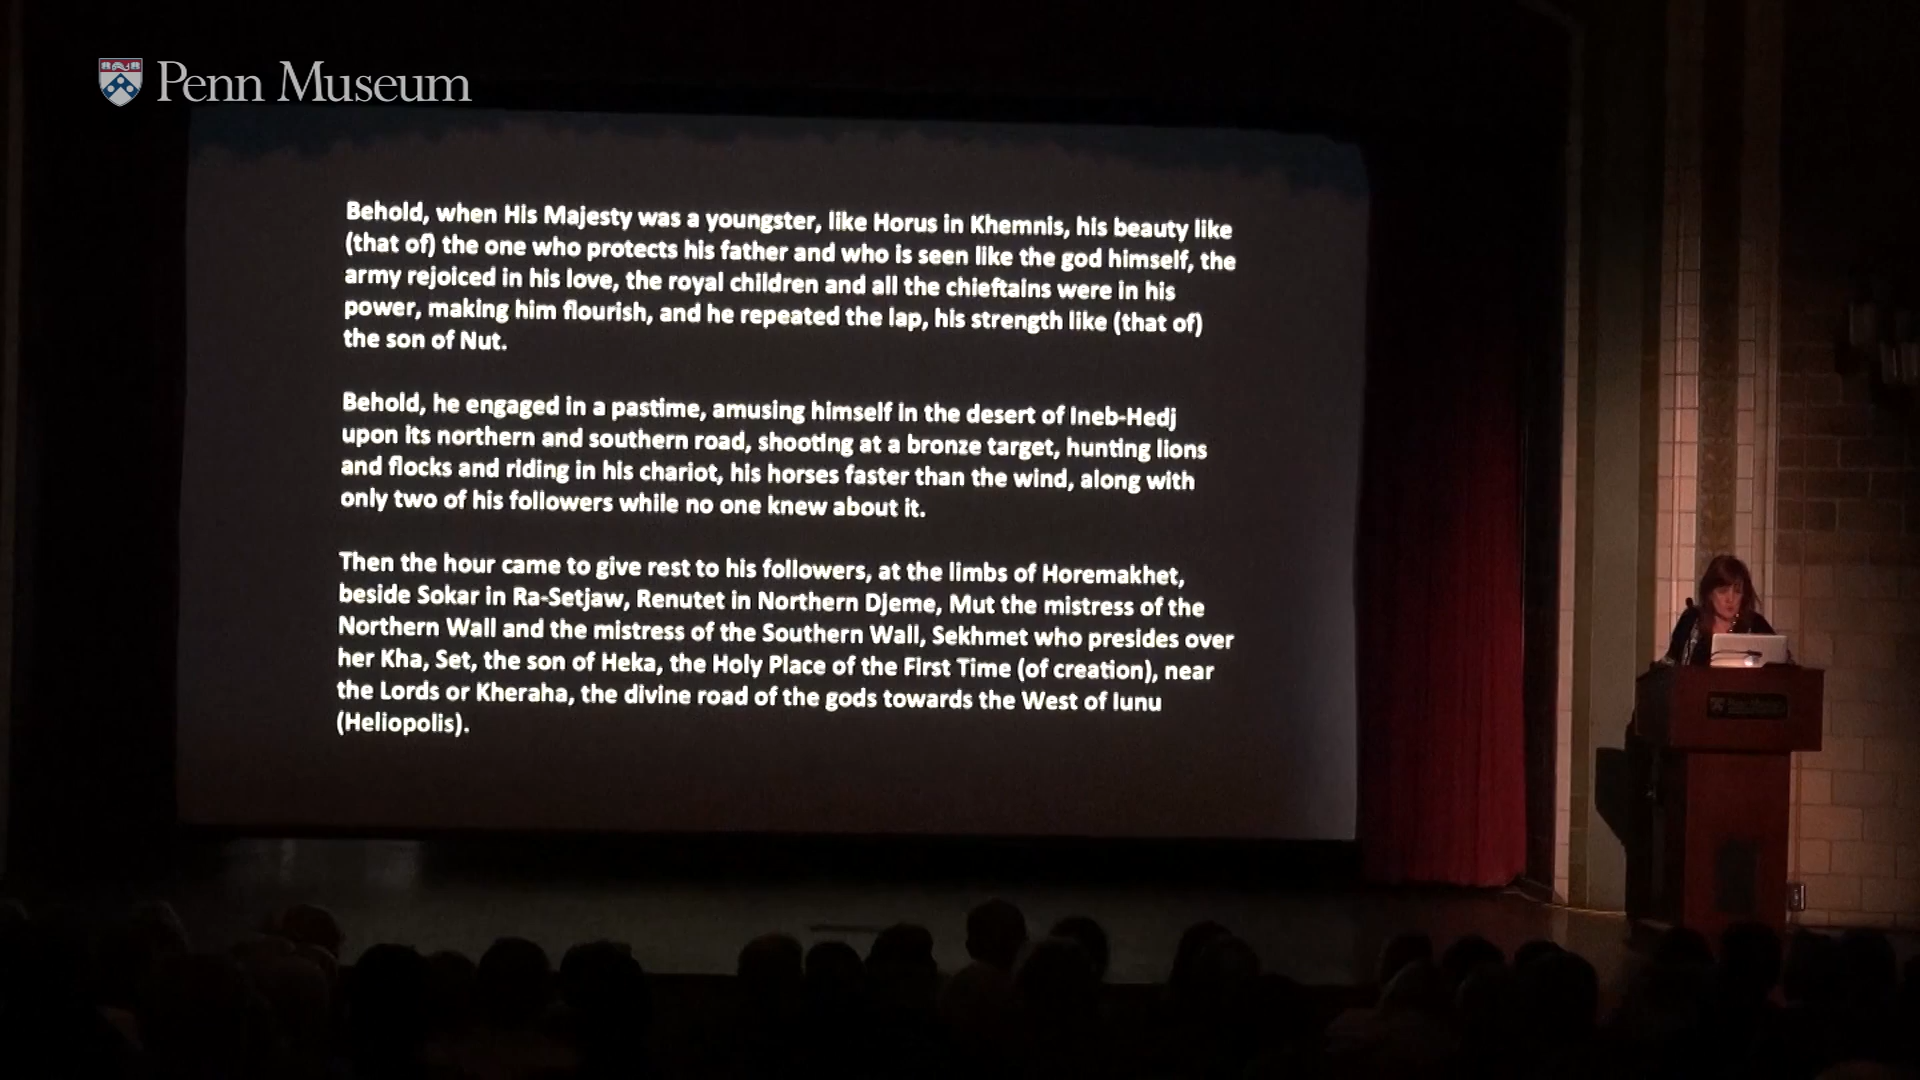 Penn Museum
Behold, when His Majesty was a youngster, like Horus in Khemnis, his beauty like
(that of) the one who protects his father and who is seen like the god himself, the
army rejoiced in his love, the royal children and all the chieftains were in his
power, making him flourish, and he repeated the lap, his strength like (that of)
the son of Nut.
Behold, he engaged in a pastime, amusing himself in the desert of Ineb-Hedj
upon its northern and southern road, shooting at a bronze target, hunting lions
and flocks and riding in his chariot, his horses faster than the wind, along with
only two of his followers while no one knew about it.
Then the hour came to give rest to his followers, at the limbs of Horemakhet,
beside Sokar in Ra-Setjaw, Renutet in Northern Djeme, Mut the mistress of the
Northern Wall and the mistress of the Southern Wall, Sekhmet who presides over
her Kha, Set, the son of Heka, the Holy Place of the First Time (of creation), near
the Lords or Kheraha, the divine road of the gods towards the West of Iunu
(Heliopolis).